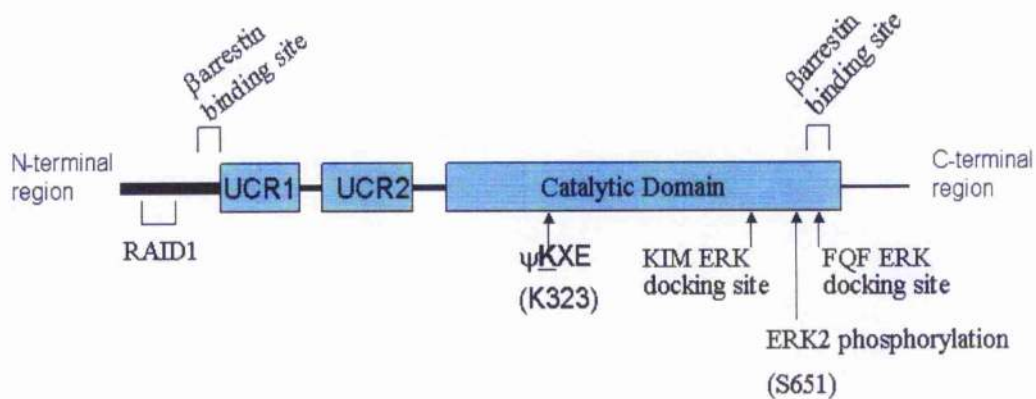 βarrestin
binding site
βarrestin
binding site
N-terminal
region
C-terminal
region
UCR1
UCR2
Catalytic Domain
RAID1
ψKXE
(K323)
KIM ERK
docking site
FQF ERK
docking site
ERK2 phosphorylation
(S651)